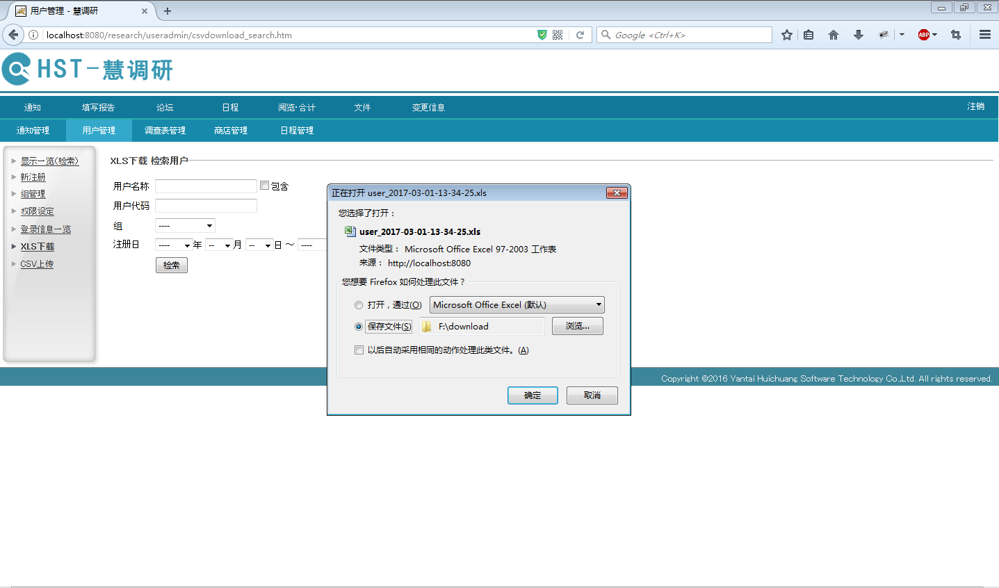 用户管理 - 慧调研
localhost:8080/research/useradmin/csvdownload_search.htm
Google <Ctrl+K>
ABP
HST-慧调研
通知 填写报告 论坛 日程 阅览·合计 文件 变更信息 注销
通知管理 用户管理 调查表管理 商店管理 日程管理
显示一览(检索)
新注册
组管理
权限设定
登录信息一览
XLS下载
CSV上传
XLS下载 检索用户
用户名称 包含
用户代码
组 ----
注册日 ---- 年 -- 月 -- 日 ～ ----
检索
正在打开 user_2017-03-01-13-34-25.xls
您选择了打开：
user_2017-03-01-13-34-25.xls
文件类型： Microsoft Office Excel 97-2003 工作表
来源： http://localhost:8080
您想要 Firefox 如何处理此文件？
打开，通过(O) Microsoft Office Excel (默认)
保存文件(S) F:\download 浏览...
以后自动采用相同的动作处理此类文件。(A)
确定 取消
Copyright ©2016 Yantai Huichuang Software Technology Co.,Ltd. All rights reserved.